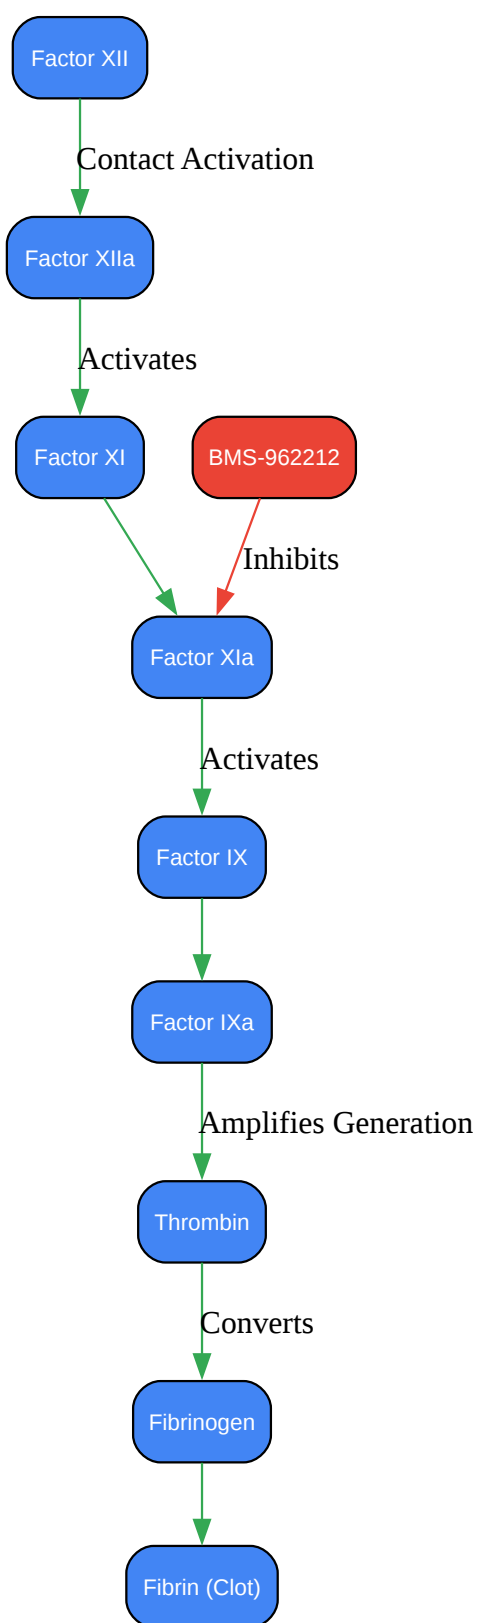 Factor XII
Contact Activation
Factor XIIa
Activates
Factor XI
BMS-962212
Inhibits
Factor XIa
Activates
Factor IX
Factor IXa
Amplifies Generation
Thrombin
Converts
Fibrinogen
Fibrin (Clot)